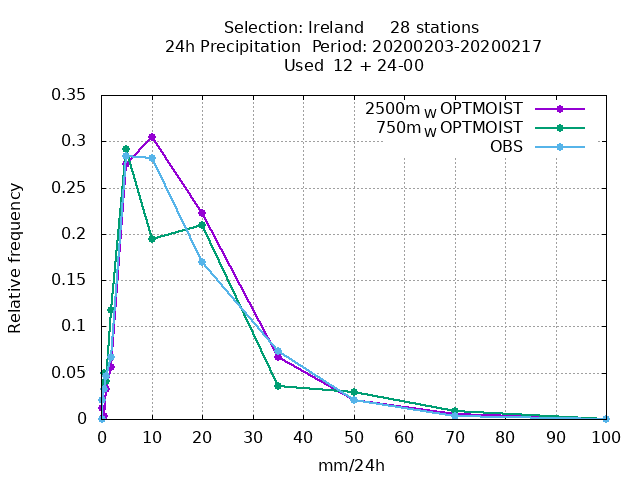 Selection: Ireland 28 stations
24h Precipitation Period: 20200203-20200217
Used 12 + 24-00
0.35
0.3
0.25
0.2
0.15
0.1
0.05
0
Relative frequency
2500m W OPTMOIST
750m W OPTMOIST
OBS
0 10 20 30 40 50 60 70 80 90 100
mm/24h